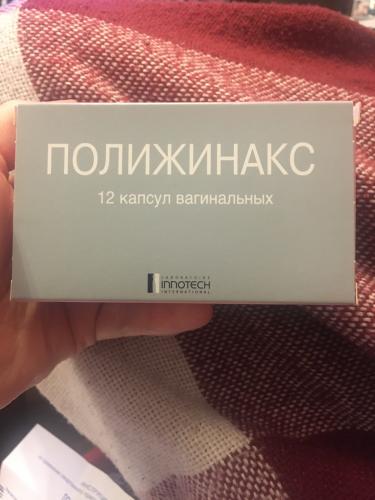 ПОЛИЖИНАКС
12 капсул вагинальных
LABORATOIRE
INNOTECH
INTERNATIONAL